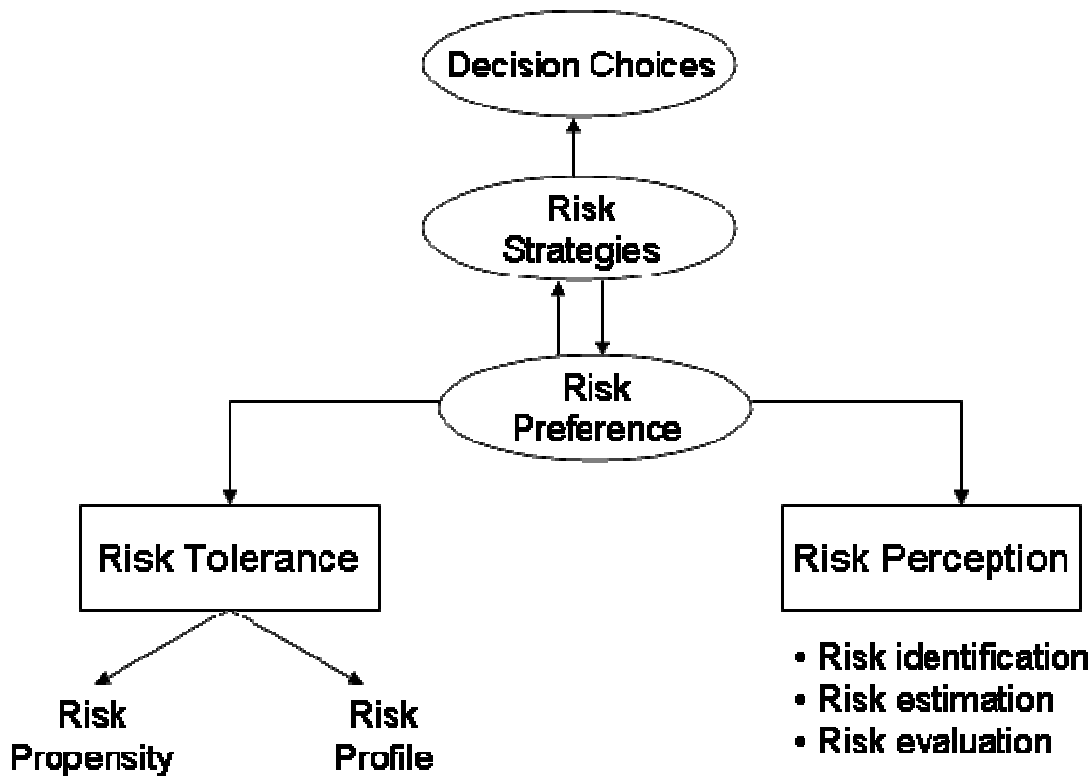 Decision Choices
Risk
Strategies
Risk
Preference
Risk Tolerance
Risk Perception
• Risk identification
• Risk estimation
• Risk evaluation
Risk
Propensity
Risk
Profile